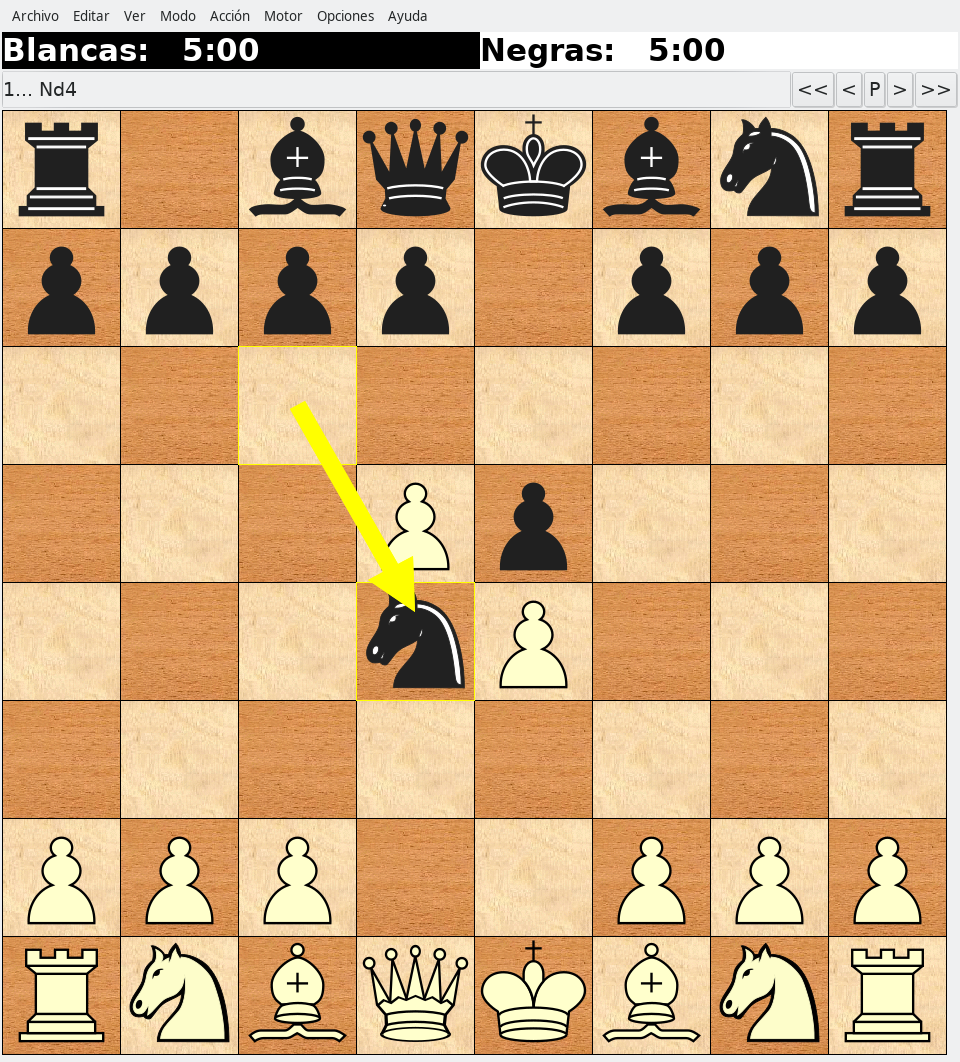 Archivo Editar Ver Modo Acción Motor Opciones Ayuda
Blancas: 5:00 Negras: 5:00
1... Nd4 << < P > >>